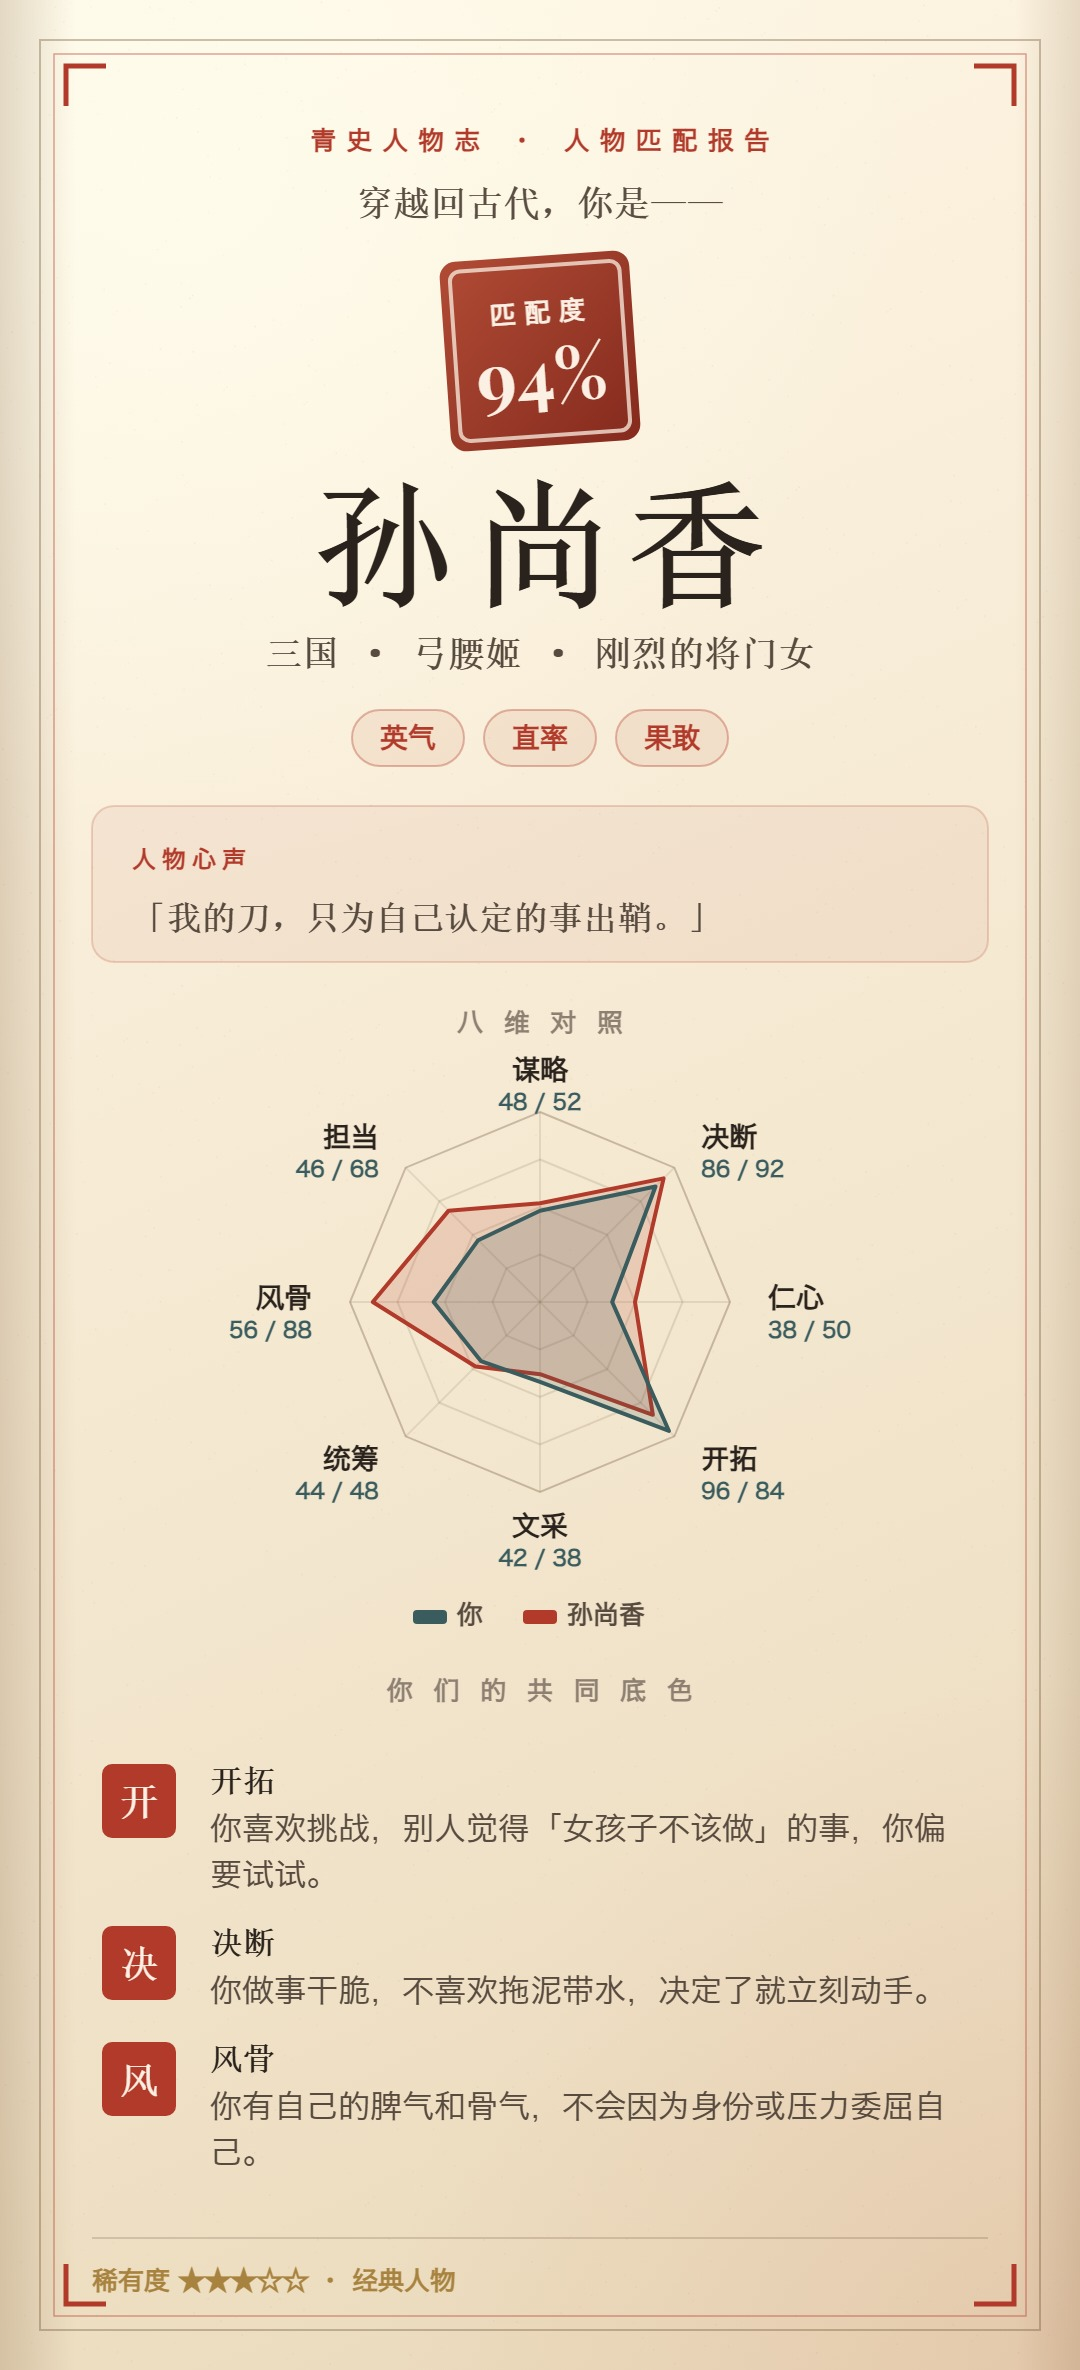 青史人物志 · 人物匹配报告
穿越回古代，你是——
匹配度
94%
孙尚香
三国 • 弓腰姬 • 刚烈的将门女
英气 直率 果敢
人物心声
「我的刀，只为自己认定的事出鞘。」
八维对照
谋略
48 / 52
担当
46 / 68
决断
86 / 92
风骨
56 / 88
仁心
38 / 50
统筹
44 / 48
开拓
96 / 84
文采
42 / 38
你 孙尚香
你们的共同底色
开
开拓
你喜欢挑战，别人觉得「女孩子不该做」的事，你偏
要试试。
决
决断
你做事干脆，不喜欢拖泥带水，决定了就立刻动手。
风
风骨
你有自己的脾气和骨气，不会因为身份或压力委屈自
己。
稀有度 ★★★☆☆ · 经典人物